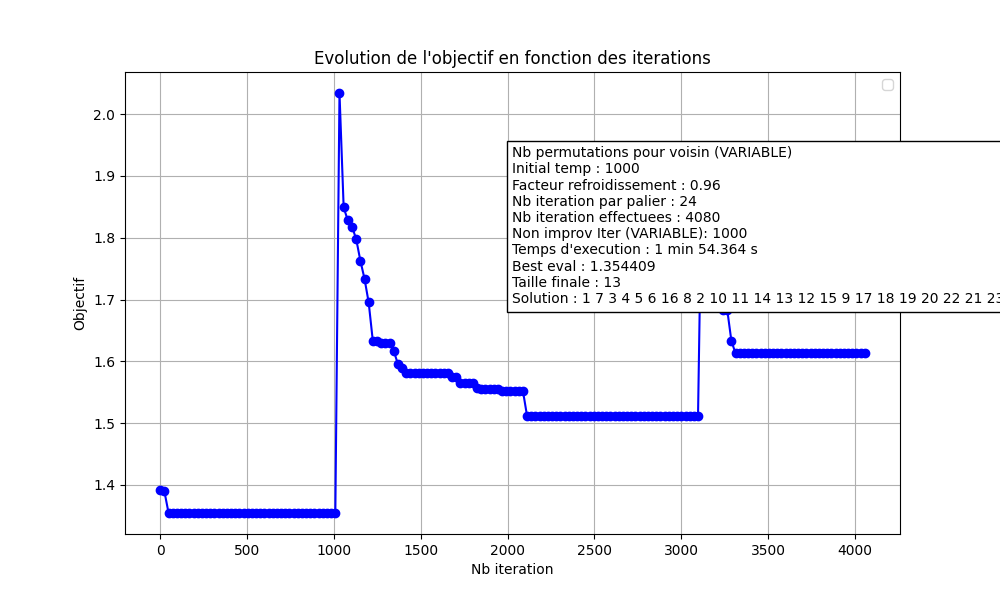 Evolution de l'objectif en fonction des iterations
2.0
1.9
1.8
1.7
1.6
1.5
1.4
Objectif
Nb permutations pour voisin (VARIABLE)
Initial temp : 1000
Facteur refroidissement : 0.96
Nb iteration par palier : 24
Nb iteration effectuees : 4080
Non improv Iter (VARIABLE): 1000
Temps d'execution : 1 min 54.364 s
Best eval : 1.354409
Taille finale : 13
Solution : 1 7 3 4 5 6 16 8 2 10 11 14 13 12 15 9 17 18 19 20 22 21 23
0 500 1000 1500 2000 2500 3000 3500 4000
Nb iteration